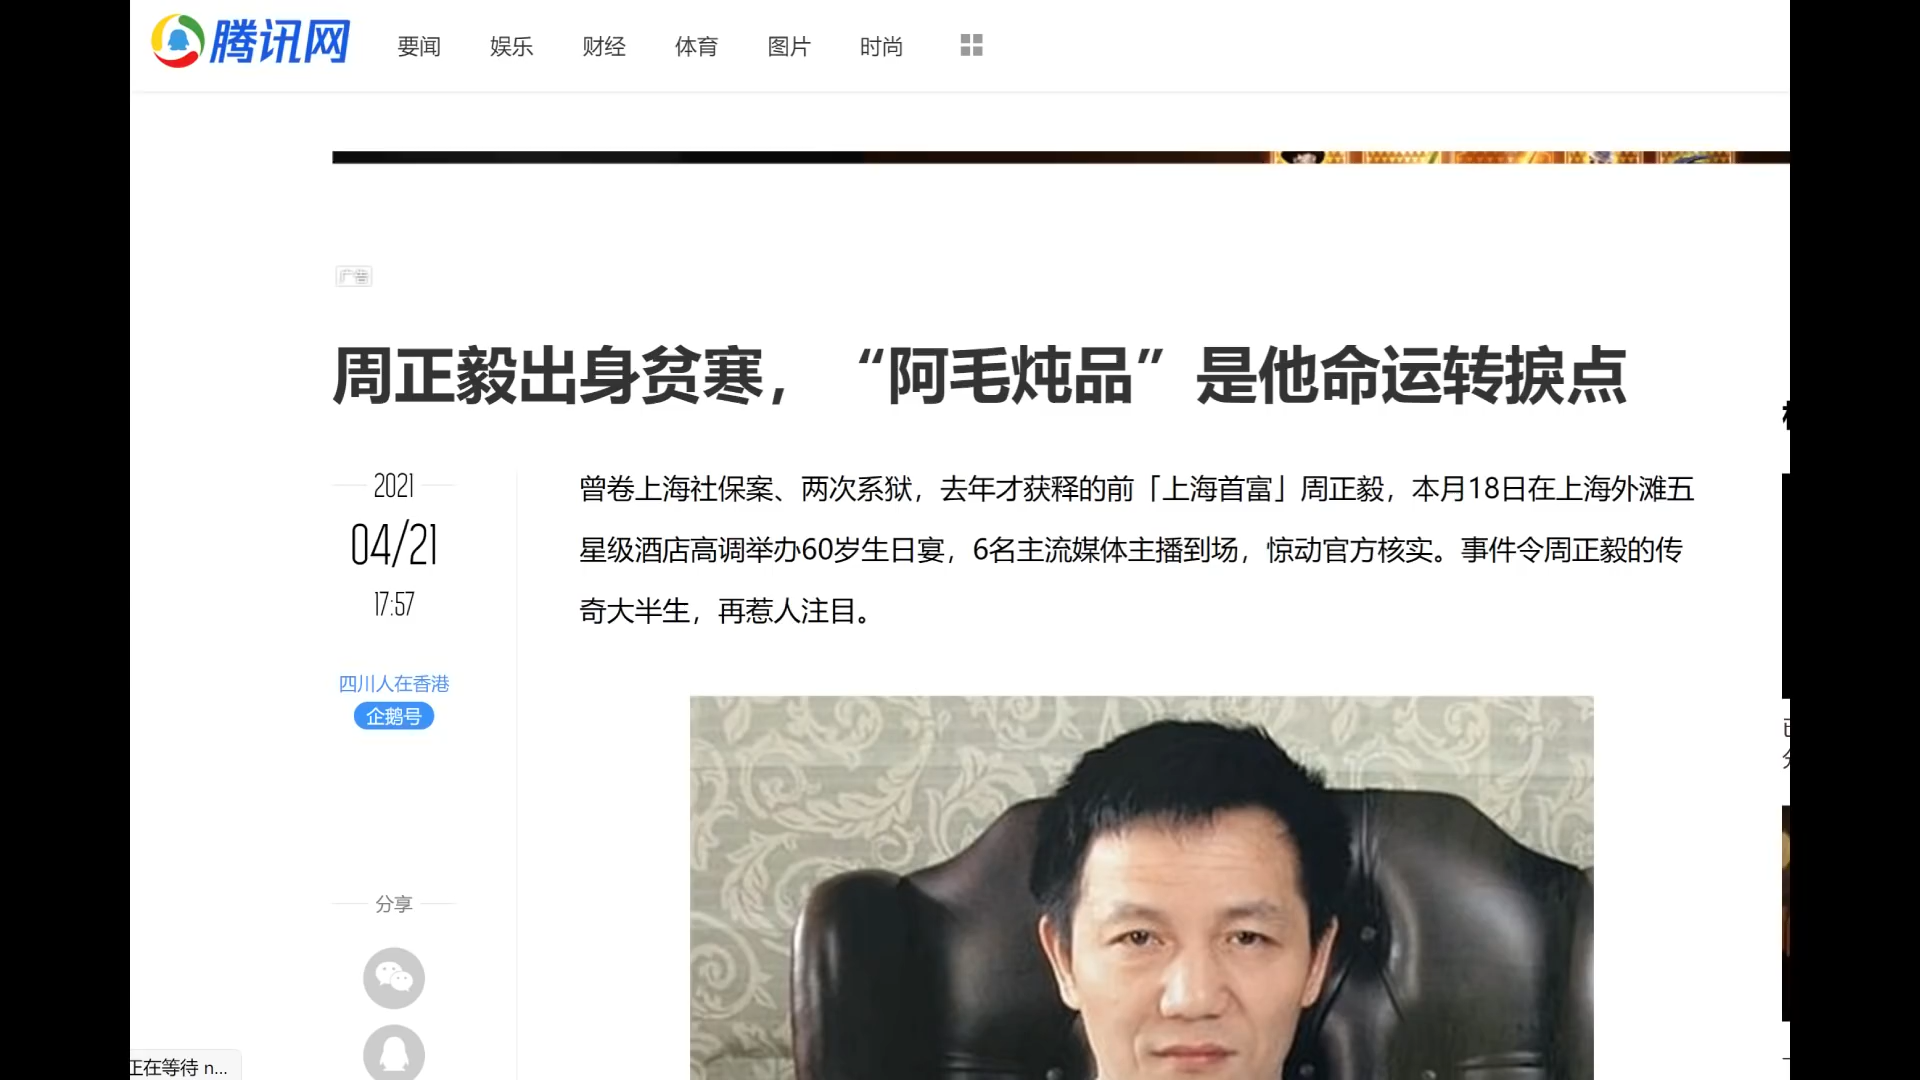 腾讯网
要闻 娱乐 财经 体育 图片 时尚
广告
周正毅出身贫寒，“阿毛炖品”是他命运转捩点
2021
04/21
17:57
四川人在香港
企鹅号
曾卷上海社保案、两次系狱，去年才获释的前「上海首富」周正毅，本月18日在上海外滩五
星级酒店高调举办60岁生日宴，6名主流媒体主播到场，惊动官方核实。事件令周正毅的传
奇大半生，再惹人注目。
分享
正在等待 n...